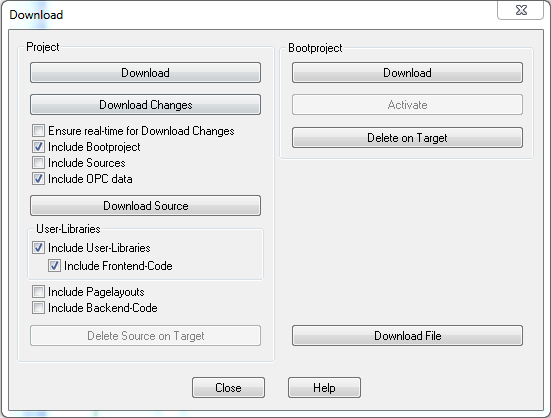 Download
Project
Download
Download Changes
Ensure real-time for Download Changes
Include Bootproject
Include Sources
Include OPC data
Download Source
User-Libraries
Include User-Libraries
Include Frontend-Code
Include Pagelayouts
Include Backend-Code
Delete Source on Target
Bootproject
Download
Activate
Delete on Target
Download File
Close
Help